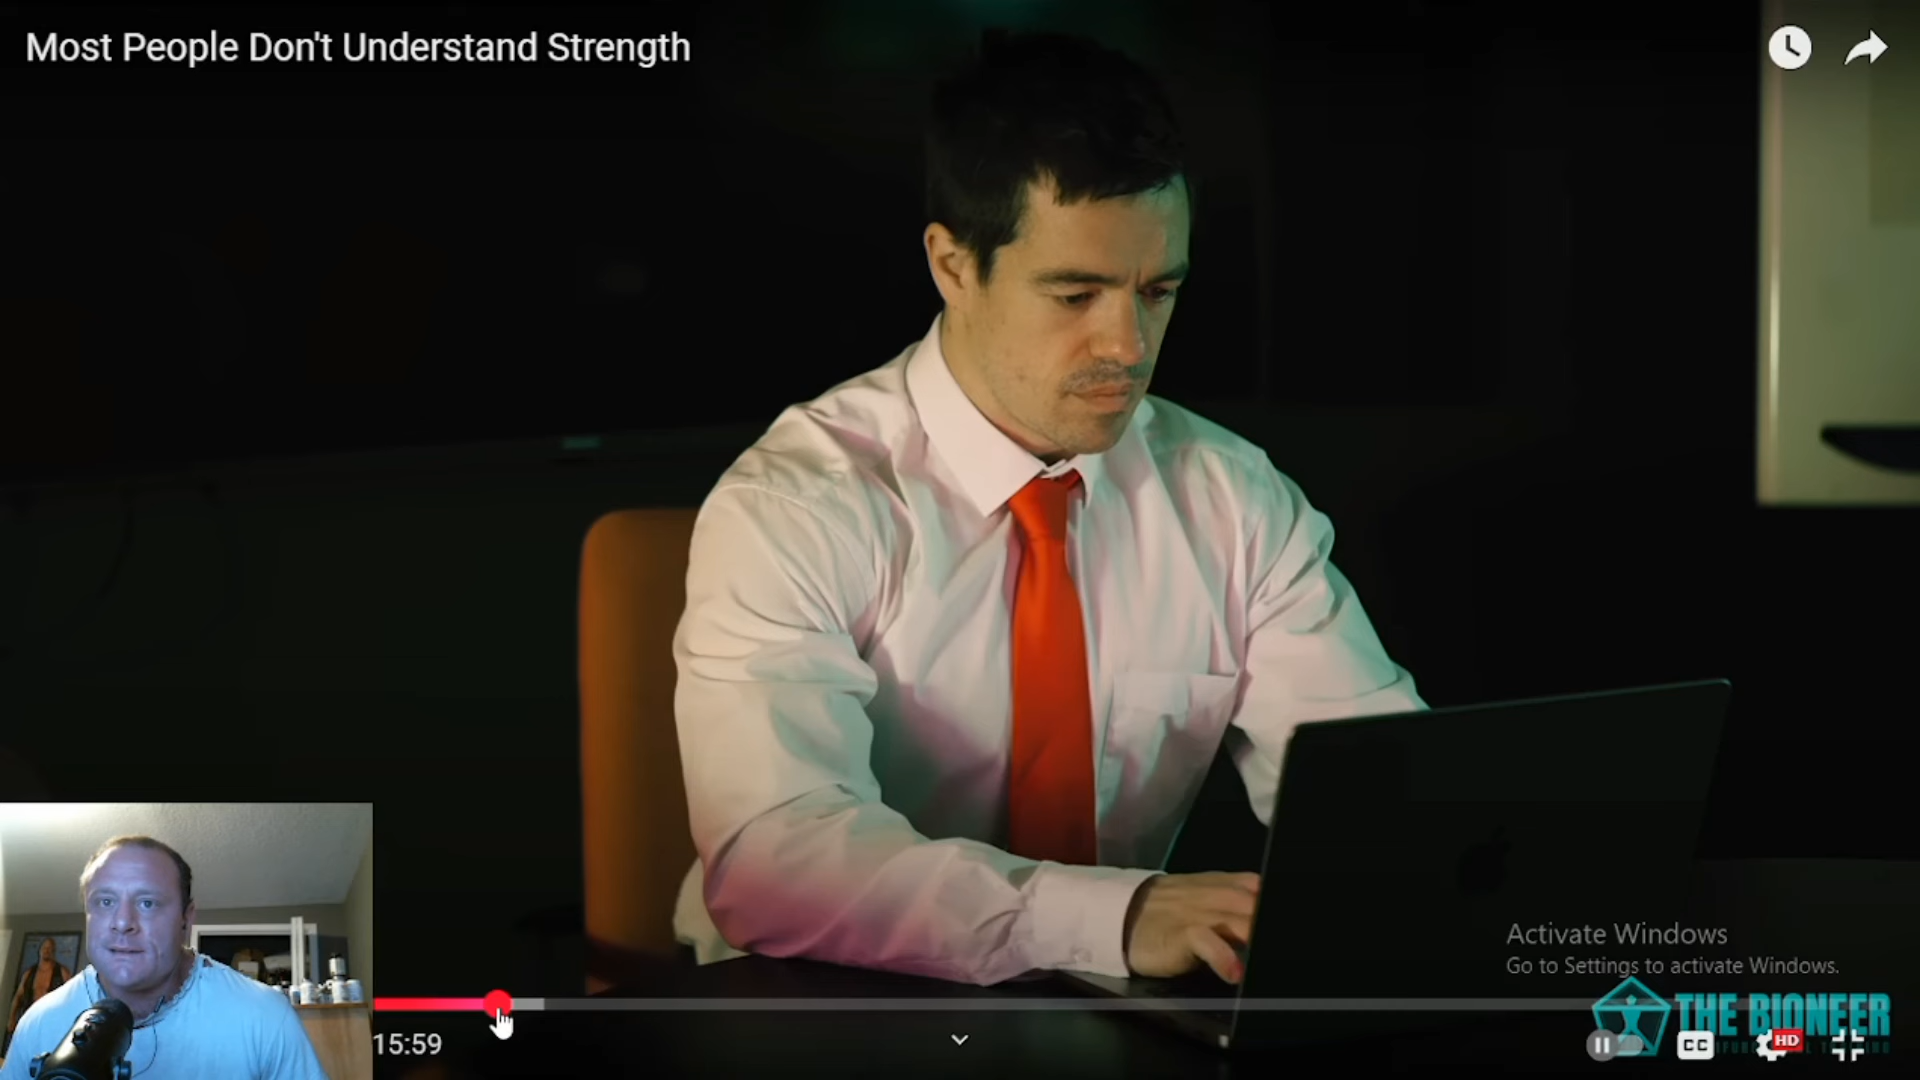 Most People Don't Understand Strength
Activate Windows
Go to Settings to activate Windows.
THE BIONEER
15:59
CC
HD